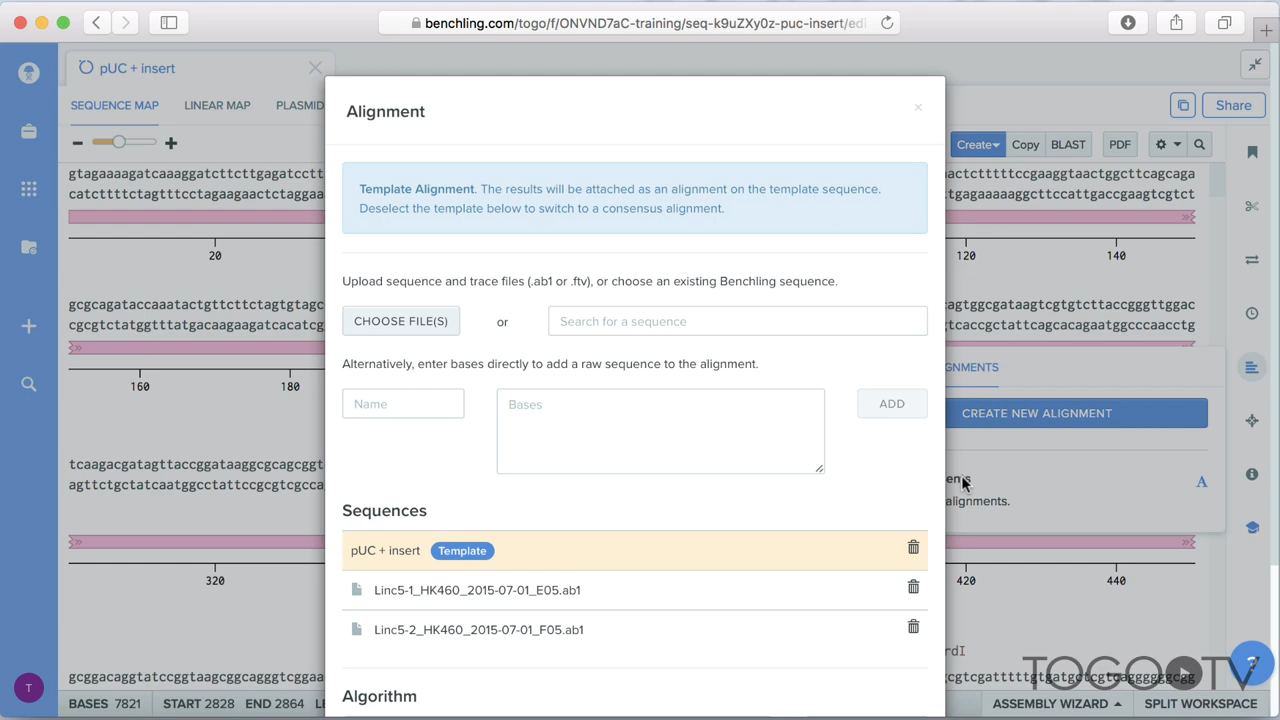 benchling.com/togo/f/ONVND7aC-training/seq-k9uZXy0z-puc-insert/edi
pUC + insert
SEQUENCE MAP LINEAR MAP PLASMID
Share
Create Copy BLAST PDF
Alignment
×
Template Alignment. The results will be attached as an alignment on the template sequence.
Deselect the template below to switch to a consensus alignment.
gtagaaaagatcaaaggatcttcttgagatcctt
catcttttctagtttcctagaagaactctaggaa
actctttttccgaaggtaactggcttcagcaga
20 120 140
Upload sequence and trace files (.ab1 or .ftv), or choose an existing Benchling sequence.
CHOOSE FILE(S) or Search for a sequence
gcgcagataccaaatactgttcttctagtgtagc
cgcgtctatggtttatgacaagaagatcacatcg
cagtggcgataagtcgtgtcttaccgggttggac
gtcaccgctattcagcacagaatggcccaacctg
160 180
Alternatively, enter bases directly to add a raw sequence to the alignment.
Name Bases ADD
GNMENTS
CREATE NEW ALIGNMENT
tcaagacgatagttaccggataaggcgcagcggt
agttctgctatcaatggcctattccgcgtcgcca
A
alignments.
Sequences
pUC + insert Template
Linc5-1_HK460_2015-07-01_E05.ab1
Linc5-2_HK460_2015-07-01_F05.ab1
320 420 440
Algorithm
gcggacaggtatccggtaagcggcagggtcggaa
TOGO TV
?
T
BASES 7821 START 2828 END 2864 LE
ASSEMBLY WIZARD SPLIT WORKSPACE